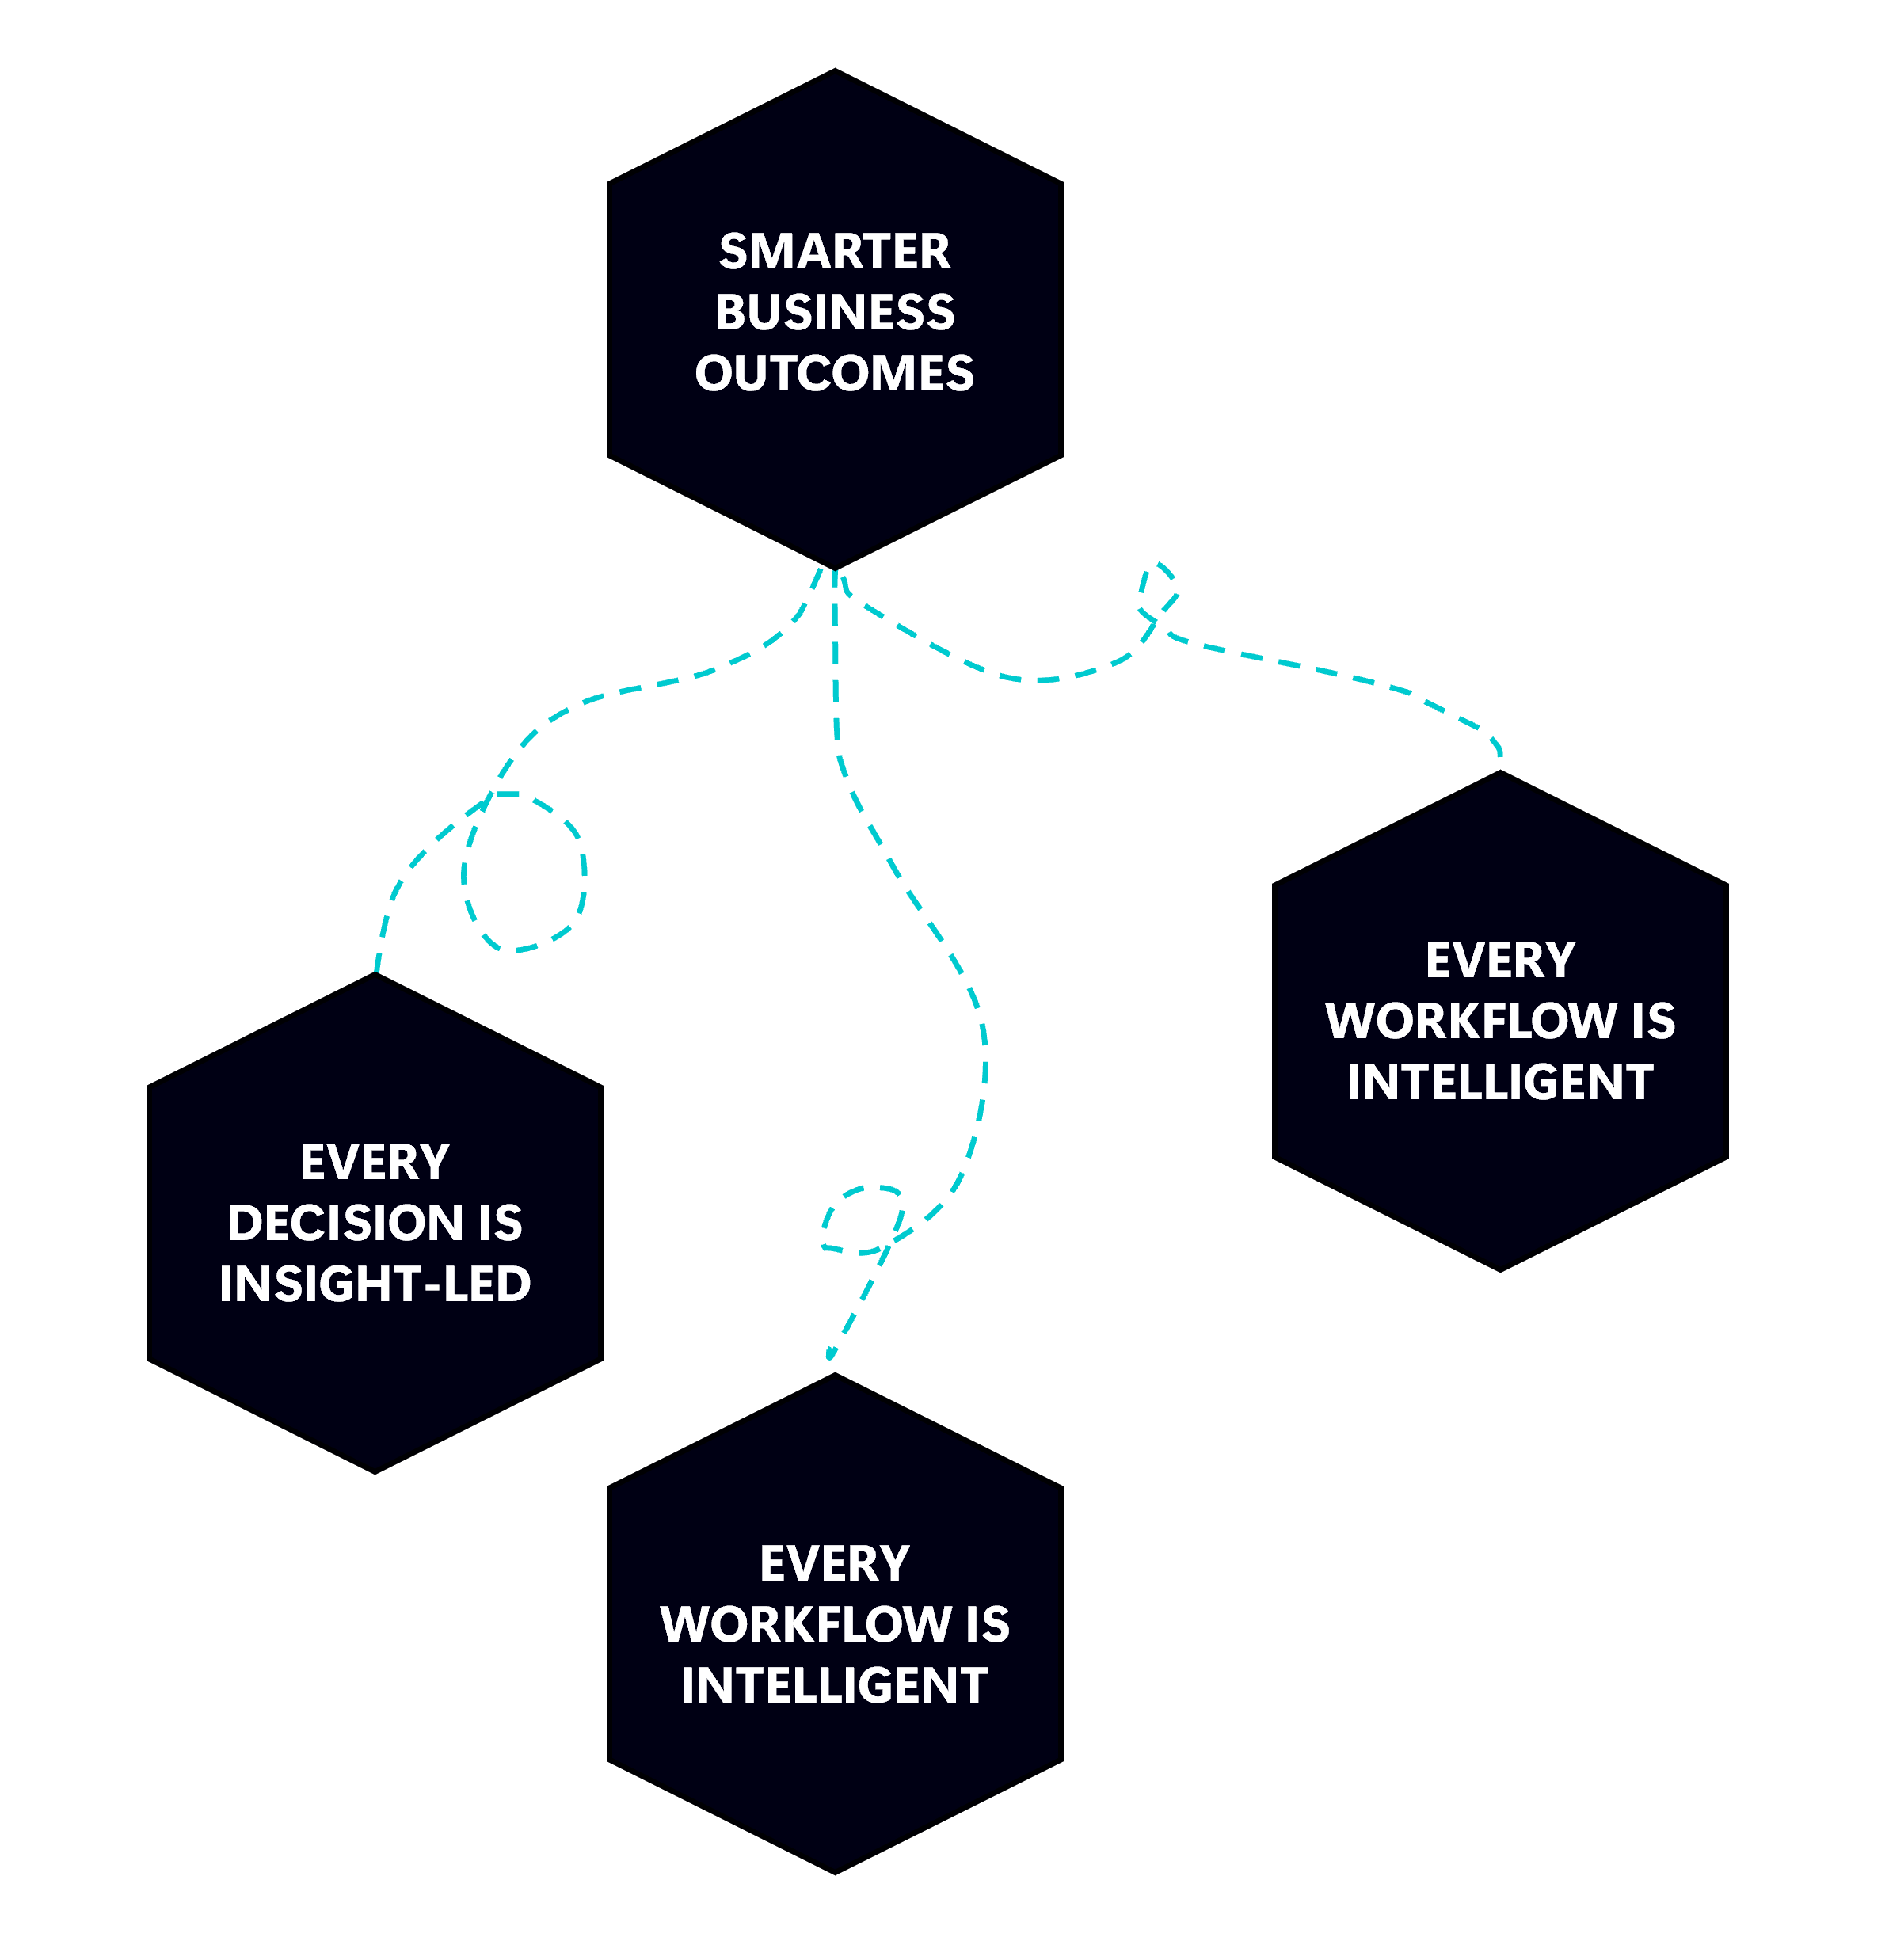 SMARTER
BUSINESS
OUTCOMES
EVERY
WORKFLOW IS
INTELLIGENT
EVERY
DECISION IS
INSIGHT-LED
EVERY
WORKFLOW IS
INTELLIGENT